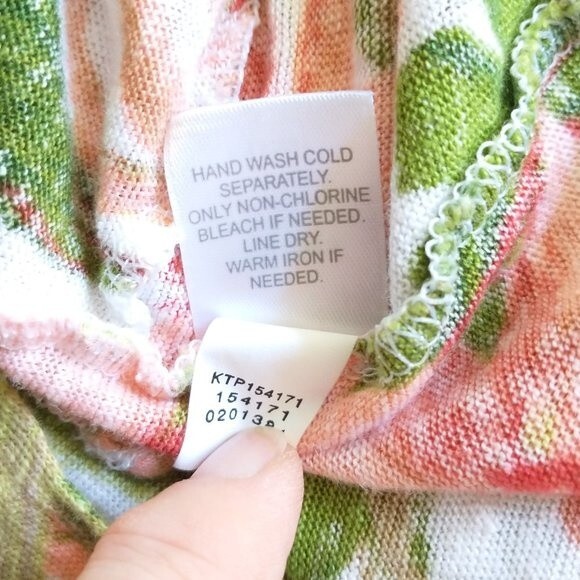 HAND WASH COLD
SEPARATELY.
ONLY NON-CHLORINE
BLEACH IF NEEDED.
LINE DRY.
WARM IRON IF
NEEDED.
KTP154171
154171